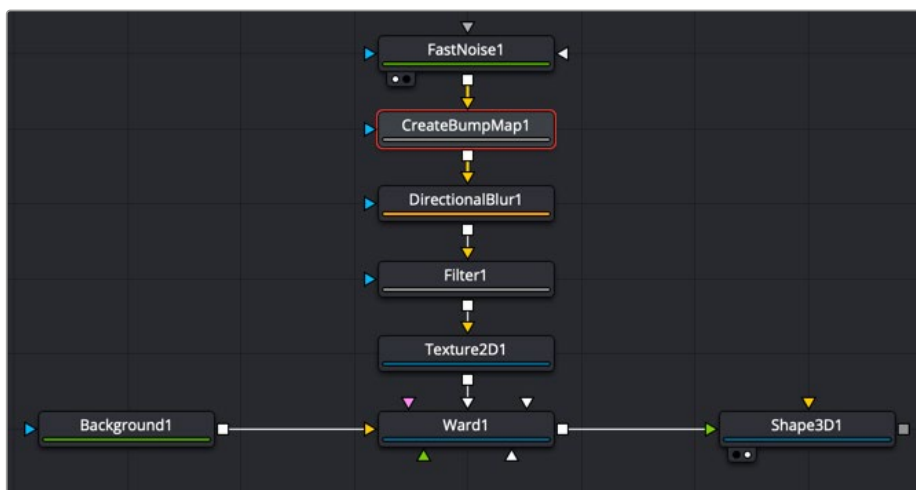 FastNoise1
CreateBumpMap1
DirectionalBlur1
Filter1
Texture2D1
Background1
Ward1
Shape3D1